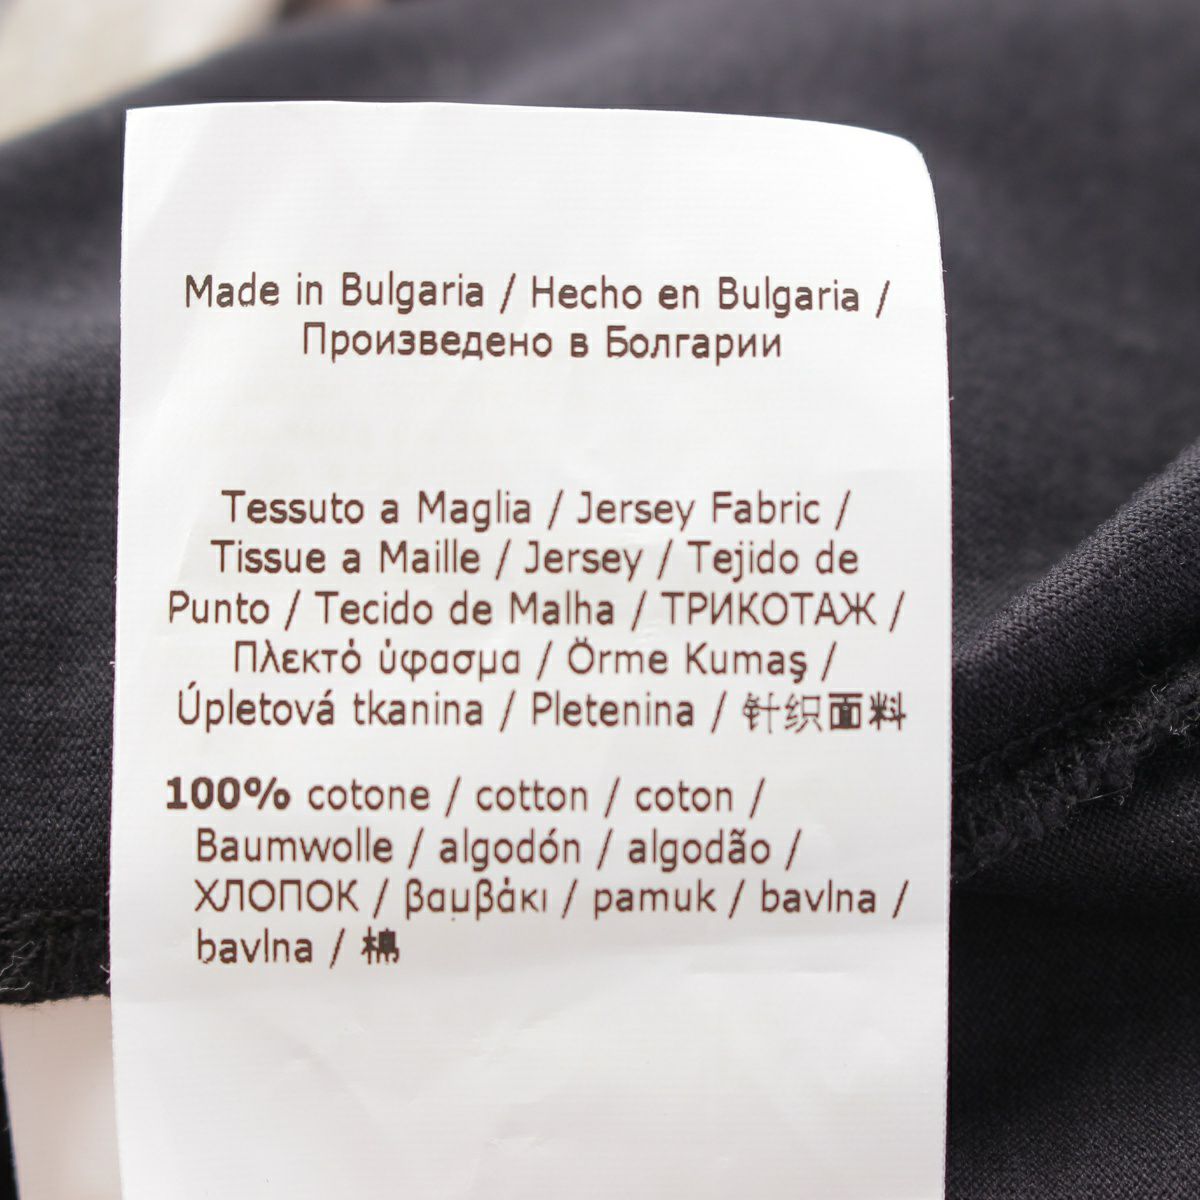 Made in Bulgaria / Hecho en Bulgaria /
Произведено в Болгарии
Tessuto a Maglia / Jersey Fabric /
Tissue a Maille / Jersey / Tejido de
Punto / Tecido de Malha / ТРИКОТАЖ /
Πλεκτό ύφασμα / Örme Kumaş /
Úpletová tkanina / Pletenina / 针织面料
100% cotone / cotton / coton /
Baumwolle / algodón / algodão /
ХЛОПОК / βαμβάκι / pamuk / bavlna /
bavlna / 棉